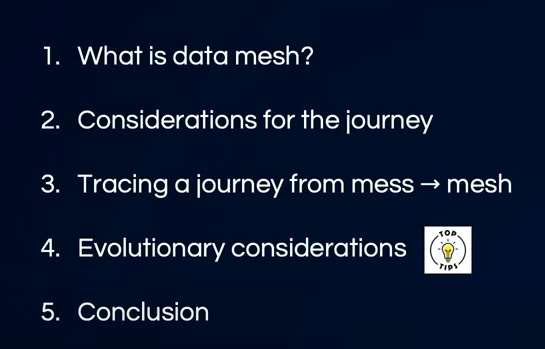 1. What is data mesh?
2. Considerations for the journey
3. Tracing a journey from mess → mesh
4. Evolutionary considerations
TOP
TIPS
5. Conclusion